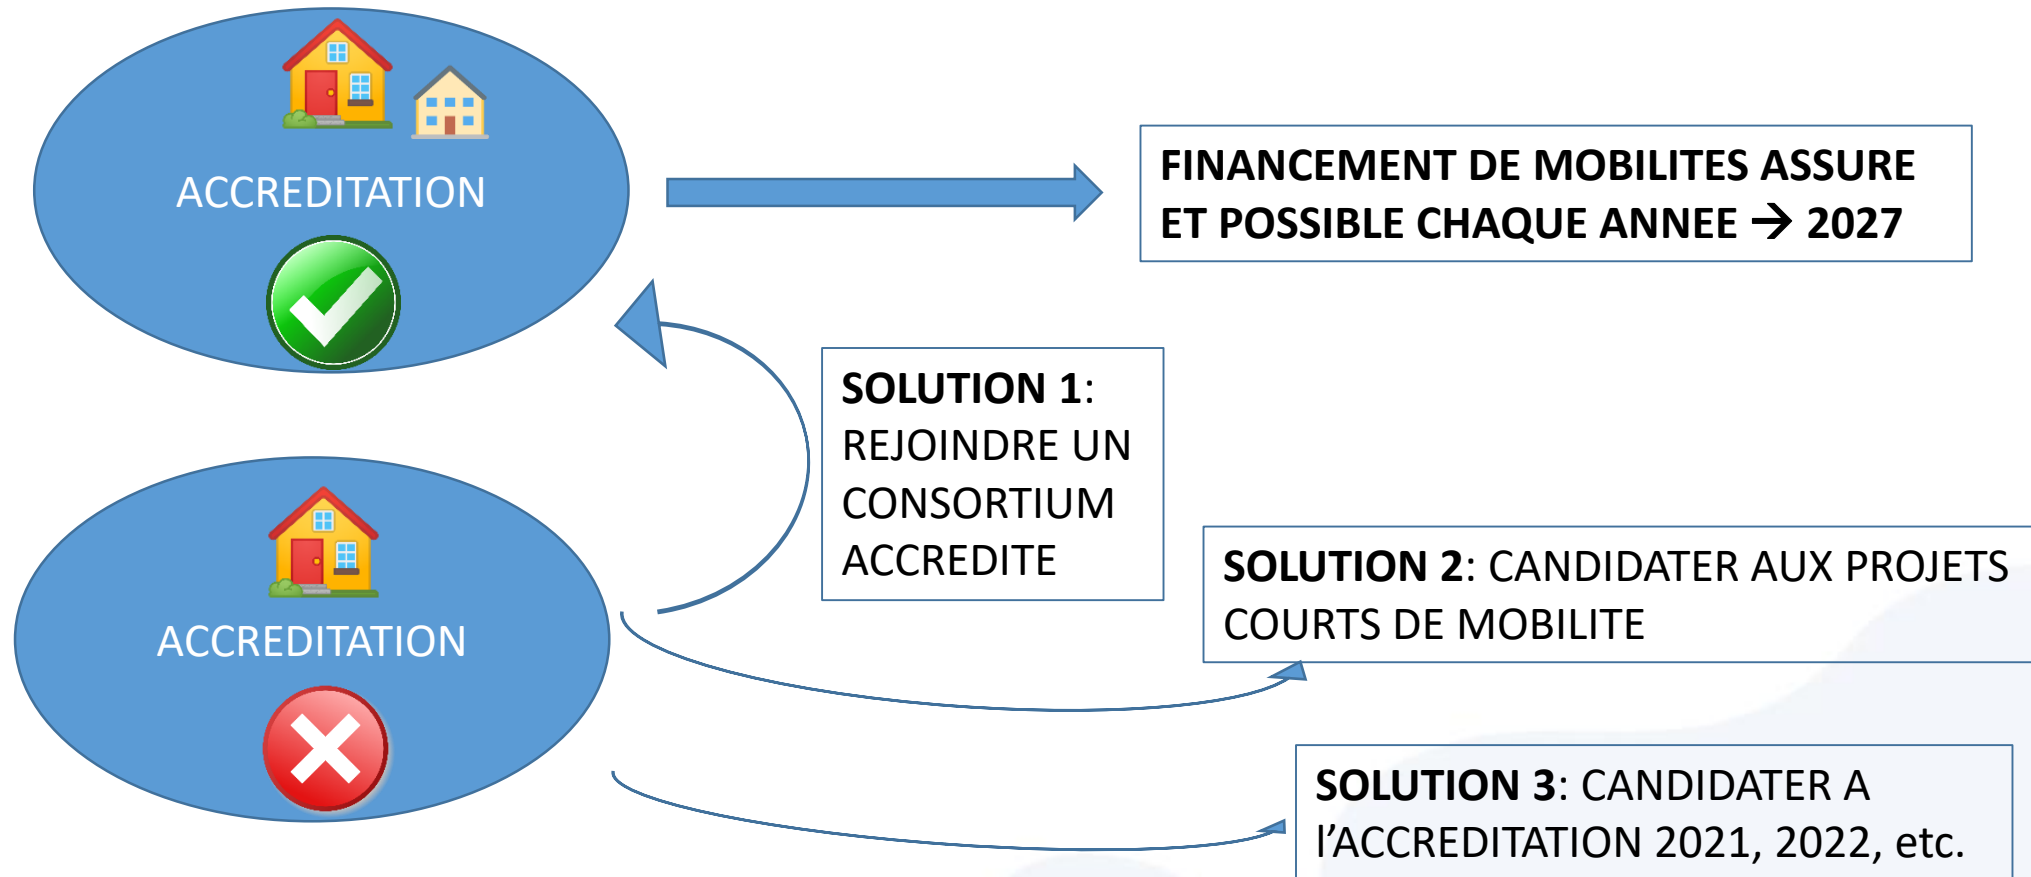 ACCREDITATION
FINANCEMENT DE MOBILITES ASSURE
ET POSSIBLE CHAQUE ANNEE → 2027
SOLUTION 1:
REJOINDRE UN
CONSORTIUM
ACCREDITE
ACCREDITATION
SOLUTION 2: CANDIDATER AUX PROJETS
COURTS DE MOBILITE
SOLUTION 3: CANDIDATER A
l’ACCREDITATION 2021, 2022, etc.